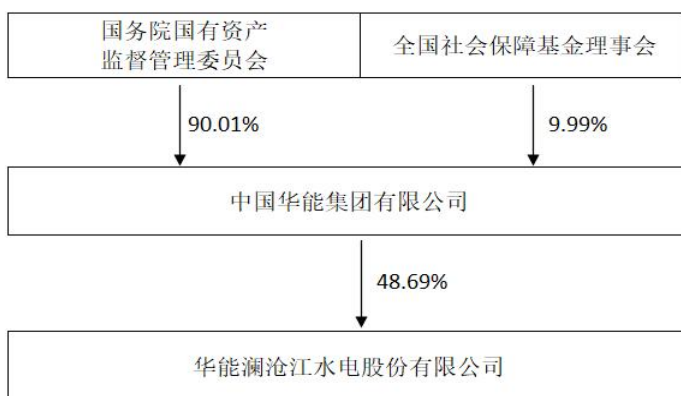 国务院国有资产
监督管理委员会
全国社会保障基金理事会
90.01%
9.99%
中国华能集团有限公司
48.69%
华能澜沧江水电股份有限公司